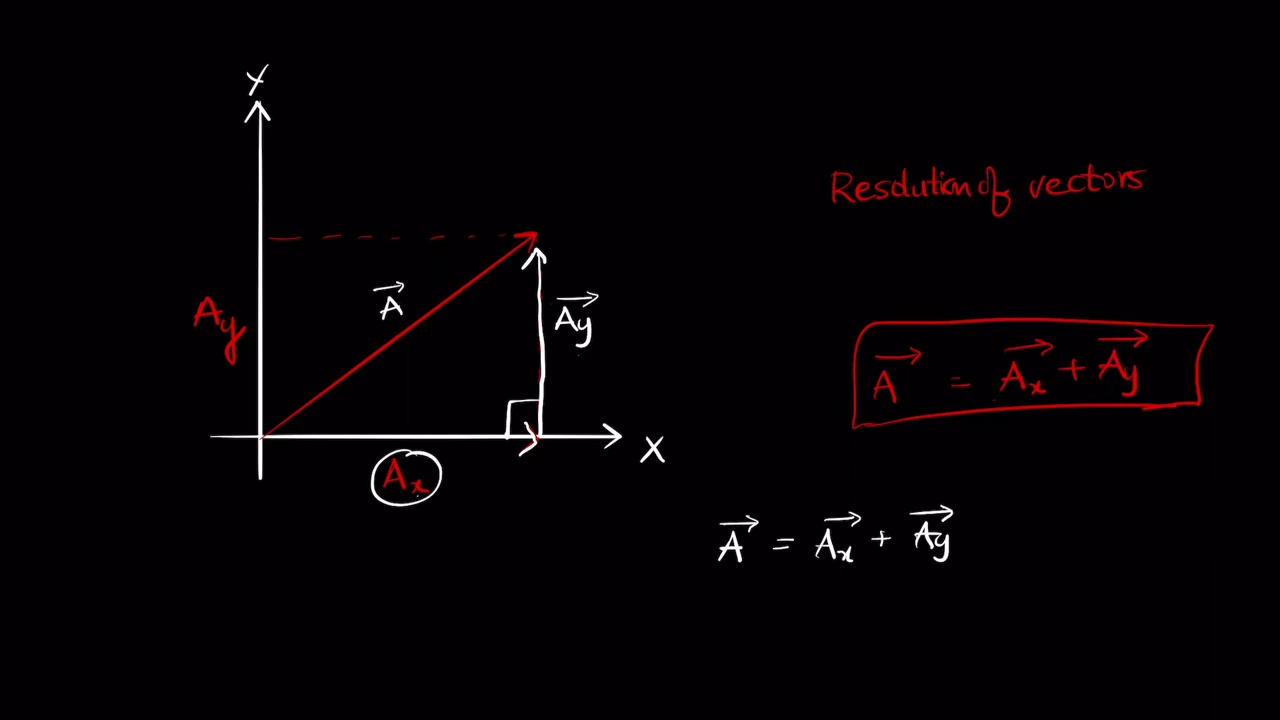 Y
Resolution of vectors
A⃗
A⃗y
Ay
A⃗ = A⃗x + A⃗y
X
Ax
A⃗ = A⃗x + A⃗y